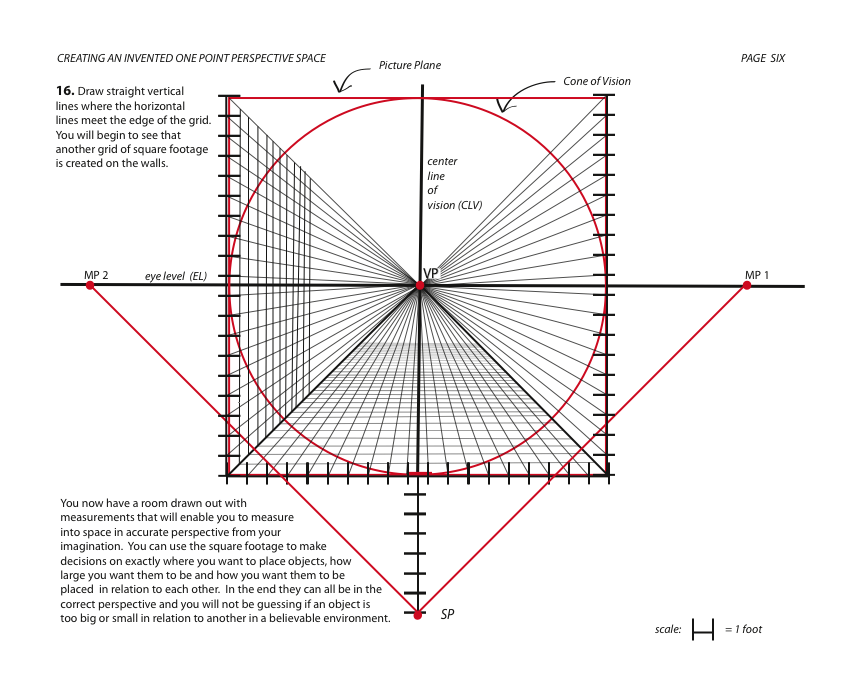 CREATING AN INVENTED ONE POINT PERSPECTIVE SPACE
PAGE SIX
Picture Plane
Cone of Vision
16. Draw straight vertical
lines where the horizontal
lines meet the edge of the grid.
You will begin to see that
another grid of square footage
is created on the walls.
center
line
of
vision (CLV)
MP 2
eye level (EL)
VP
MP 1
You now have a room drawn out with
measurements that will enable you to measure
into space in accurate perspective from your
imagination. You can use the square footage to make
decisions on exactly where you want to place objects, how
large you want them to be and how you want them to be
placed in relation to each other. In the end they can all be in the
correct perspective and you will not be guessing if an object is
too big or small in relation to another in a believable environment.
SP
scale: = 1 foot